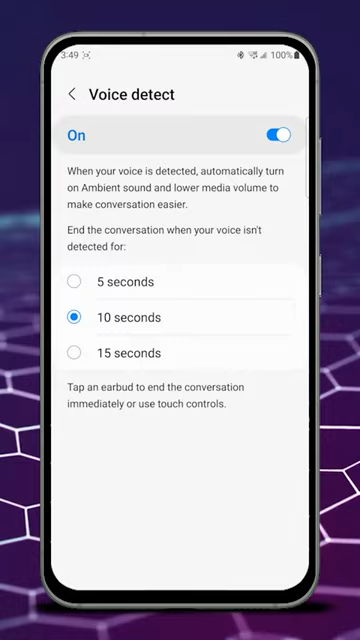 3:49 100%
Voice detect
On
When your voice is detected, automatically turn
on Ambient sound and lower media volume to
make conversation easier.
End the conversation when your voice isn't
detected for:
5 seconds
10 seconds
15 seconds
Tap an earbud to end the conversation
immediately or use touch controls.